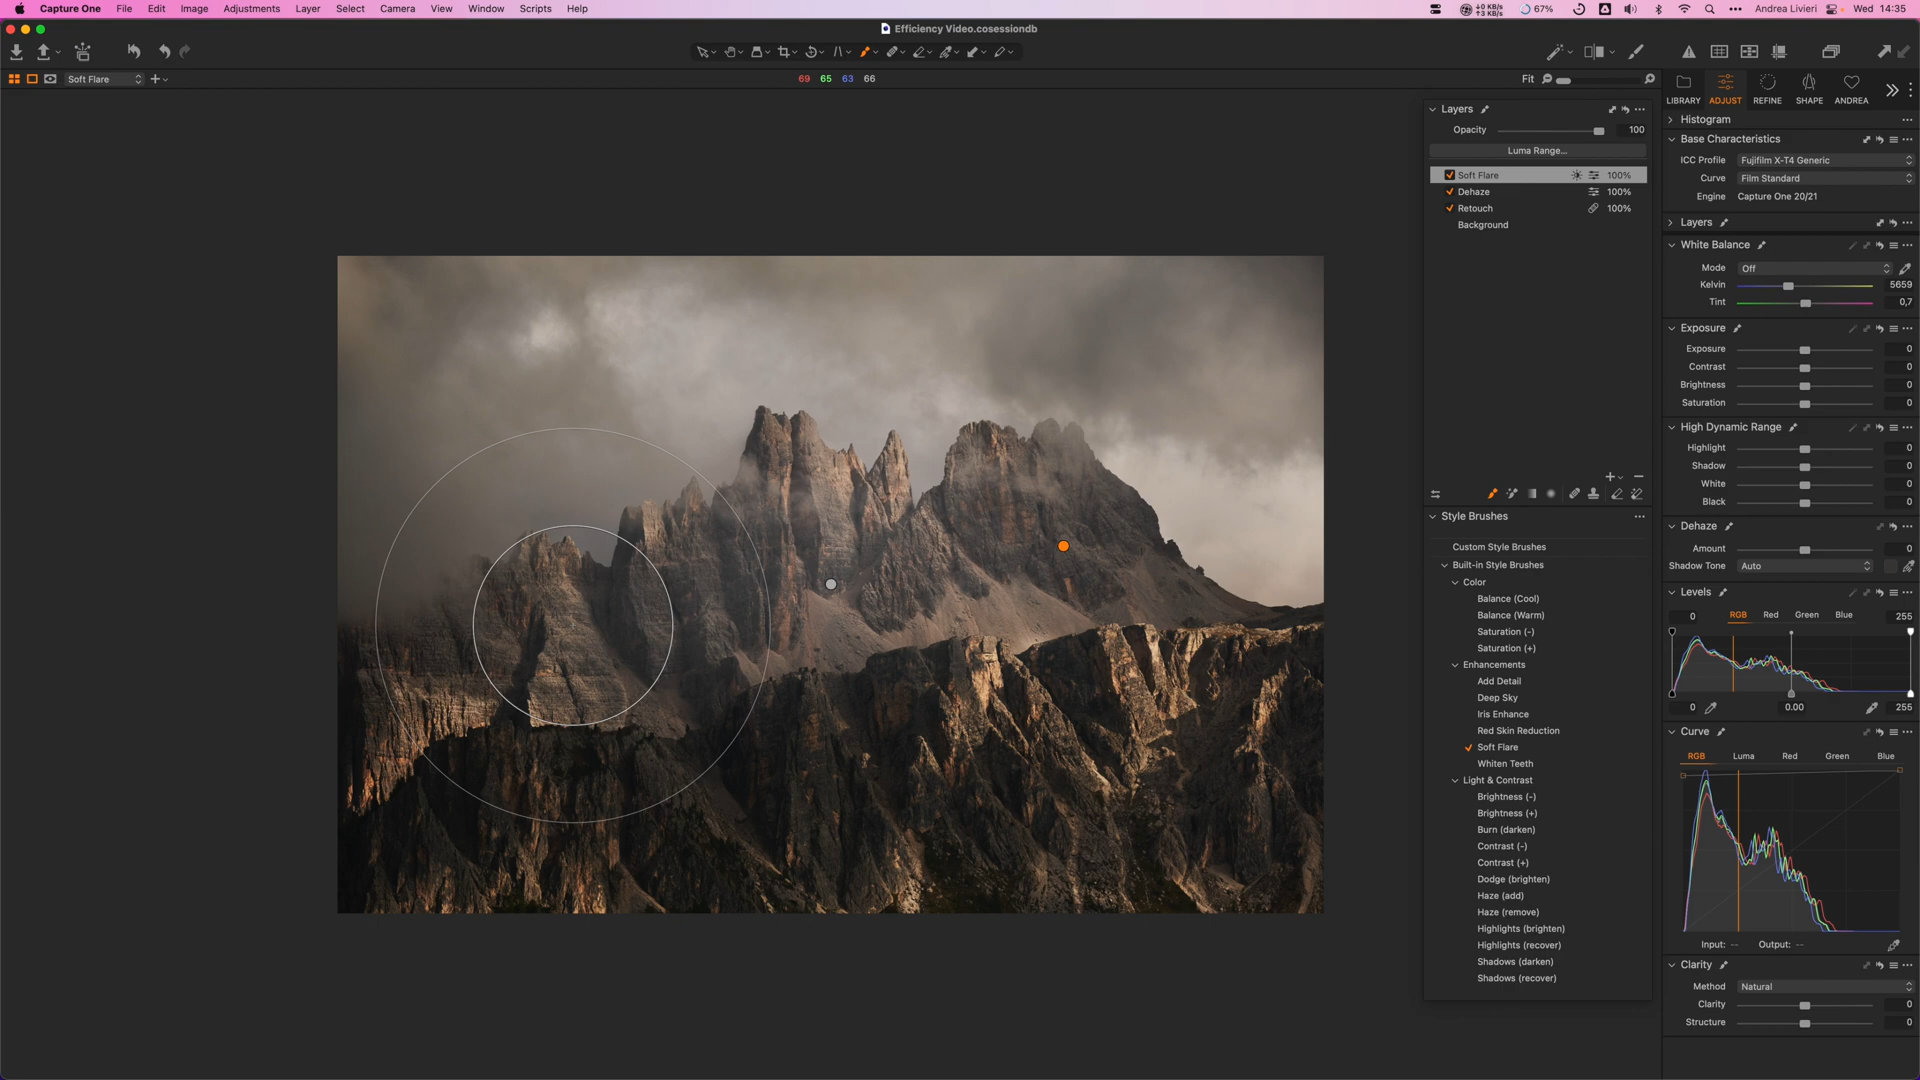 Capture One File Edit Image Adjustments Layer Select Camera View Window Scripts Help
↓0 KB/s
↑3 KB/s
67% Andrea Livieri Wed 14:35
Efficiency Video.cosessiondb
Soft Flare
69 65 63 66
Fit
Layers
Opacity 100
Luma Range...
Soft Flare 100%
Dehaze 100%
Retouch 100%
Background
Style Brushes
Custom Style Brushes
Built-in Style Brushes
Color
Balance (Cool)
Balance (Warm)
Saturation (-)
Saturation (+)
Enhancements
Add Detail
Deep Sky
Iris Enhance
Red Skin Reduction
Soft Flare
Whiten Teeth
Light & Contrast
Brightness (-)
Brightness (+)
Burn (darken)
Contrast (-)
Contrast (+)
Dodge (brighten)
Haze (add)
Haze (remove)
Highlights (brighten)
Highlights (recover)
Shadows (darken)
Shadows (recover)
LIBRARY ADJUST REFINE SHAPE ANDREA
Histogram
Base Characteristics
ICC Profile Fujifilm X-T4 Generic
Curve Film Standard
Engine Capture One 20/21
Layers
White Balance
Mode Off
Kelvin 5659
Tint 0,7
Exposure
Exposure 0
Contrast 0
Brightness 0
Saturation 0
High Dynamic Range
Highlight 0
Shadow 0
White 0
Black 0
Dehaze
Amount 0
Shadow Tone Auto
Levels
0 RGB Red Green Blue 255
0 0.00 255
Curve
RGB Luma Red Green Blue
Input: -- Output: --
Clarity
Method Natural
Clarity 0
Structure 0